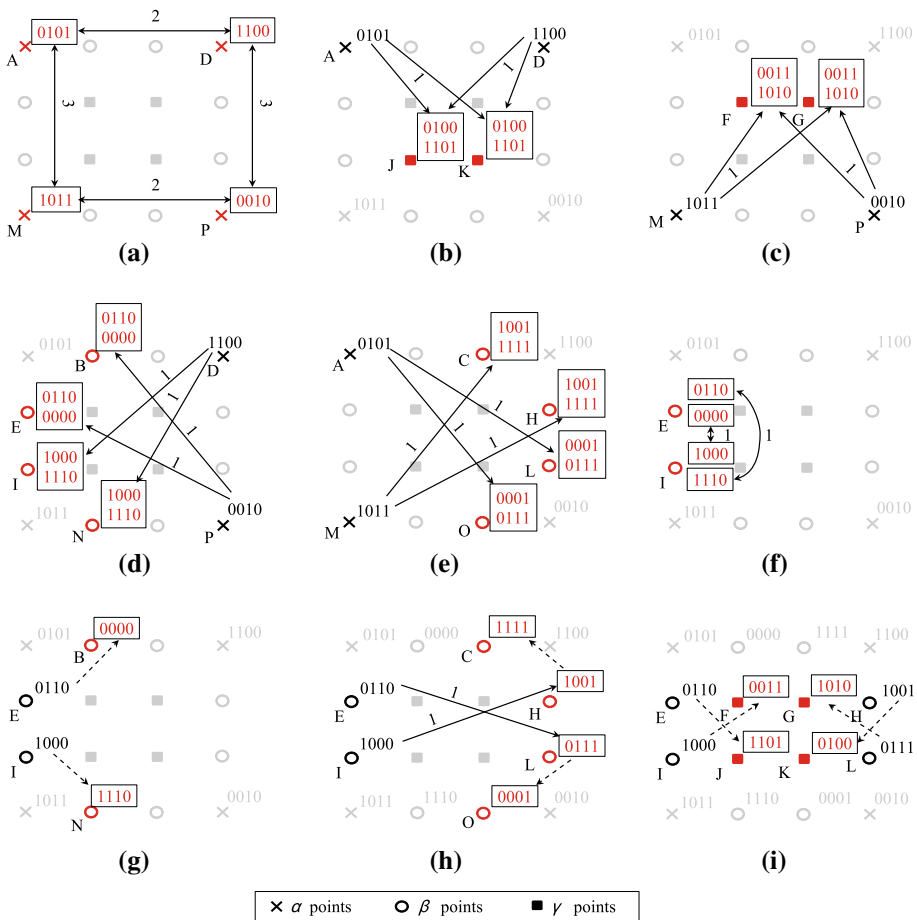 0101 2 1100
A D
3 3
1011 2 0010
M P
(a)
0101 1100
A D
1 1
0100 0100
1101 1101
J K
1011 0010
(b)
0101 1100
0011 0011
1010 1010
F G
1 1
1011 0010
M P
(c)
0110
0000
0101 1100
B D
1 1
0110
0000
E
1000
1110
I 1
1000
1110
0010
1011
N P
(d)
1001
1111
0101 1100
A C
1001
1111
1 1 H
0001
0111
1 1 L
0001
0111
1011 0010
M O
(e)
0101 1100
0110
E 0000
1 1
1000
I 1110
1011 0010
(f)
0101 0000 1100
B
0110
E
1000
I
1011 1110 0010
N
(g)
0101 0000 1111 1100
C
0110 1 1001
E H
1000 1 0111
I L
1011 1110 0001 0010
O
(h)
0101 0000 1111 1100
0110 0011 1010 1001
E F G H
1000 1101 0100 0111
I J K L
1011 1110 0001 0010
(i)
α points β points γ points